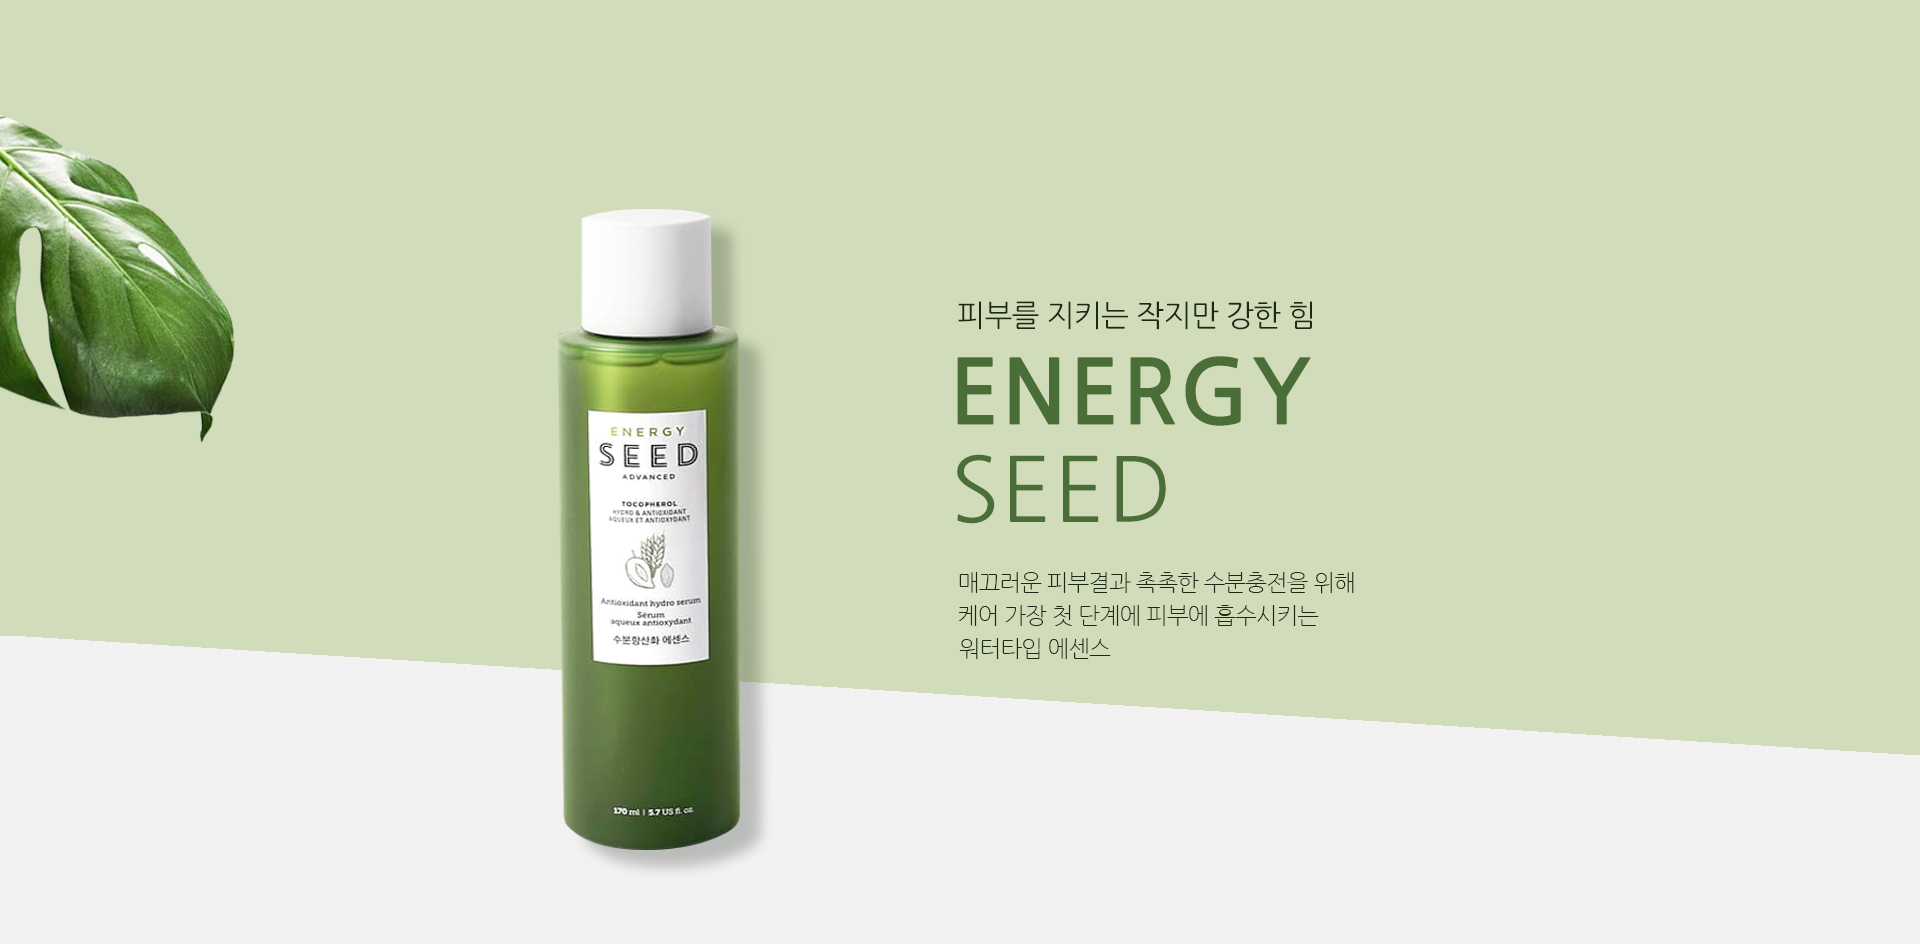 피부를 지키는 작지만 강한 힘
ENERGY
SEED
매끄러운 피부결과 촉촉한 수분충전을 위해
케어 가장 첫 단계에 피부에 흡수시키는
워터타입 에센스
ENERGY
SEED
ADVANCED
TOCOPHEROL
HYDRO & ANTIOXIDANT
AQUEUX ET ANTIOXYDANT
Antioxidant hydro serum
Sérum
aqueux antioxydant
수분항산화 에센스
170 ml | 5.7 US fl. oz.